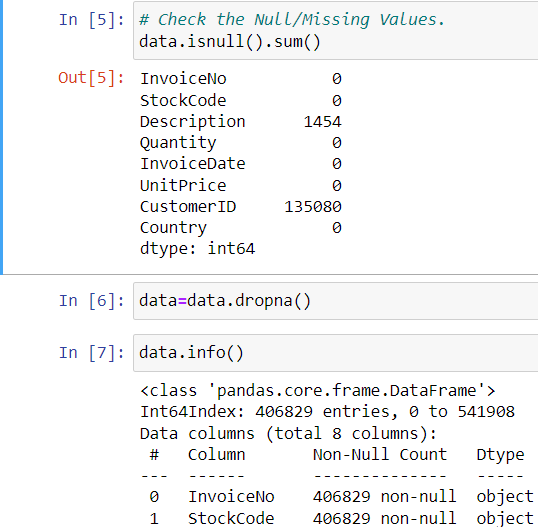 In [5]: # Check the Null/Missing Values.
data.isnull().sum()
Out[5]: InvoiceNo 0
StockCode 0
Description 1454
Quantity 0
InvoiceDate 0
UnitPrice 0
CustomerID 135080
Country 0
dtype: int64
In [6]: data=data.dropna()
In [7]: data.info()
<class 'pandas.core.frame.DataFrame'>
Int64Index: 406829 entries, 0 to 541908
Data columns (total 8 columns):
# Column Non-Null Count Dtype
--- ------ -------------- -----
0 InvoiceNo 406829 non-null object
1 StockCode 406829 non-null object